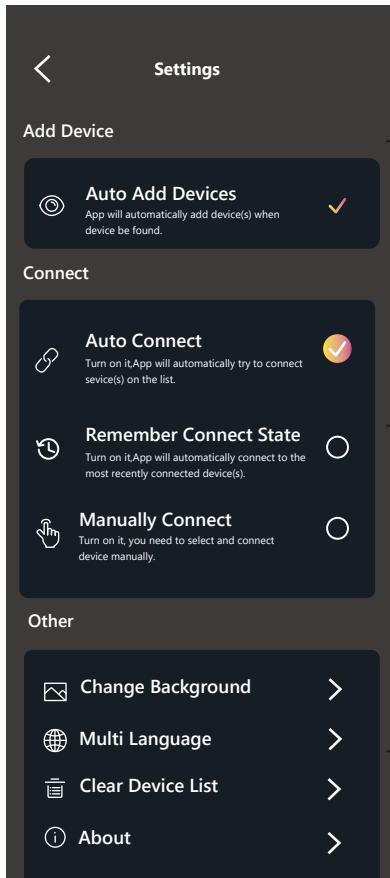 Settings
Add Device
Auto Add Devices
App will automatically add device(s) when
device be found.
Connect
Auto Connect
Turn on it,App will automatically try to connect
sevice(s) on the list.
Remember Connect State
Turn on it,App will automatically connect to the
most recently connected device(s).
Manually Connect
Turn on it, you need to select and connect
device manually.
Other
Change Background
Multi Language
Clear Device List
About